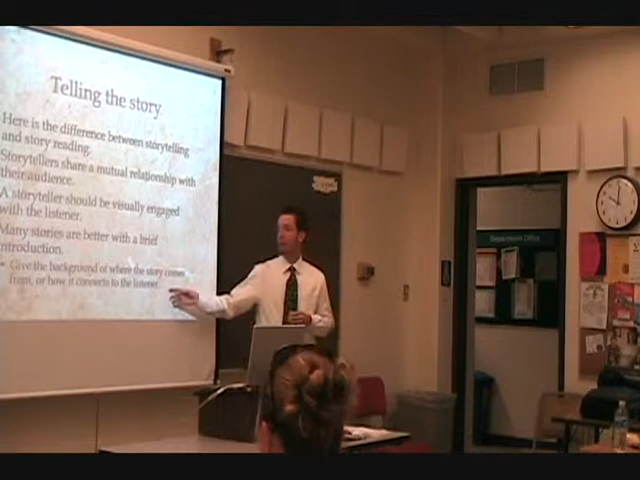 Telling the story
Here is the difference between storytelling
and story reading.
Storytellers share a mutual relationship with
their audience.
A storyteller should be visually engaged
with the listener.
Many stories are better with a brief
introduction.
Give the background of where the story comes
from, or how it connects to the listener.
Department Office